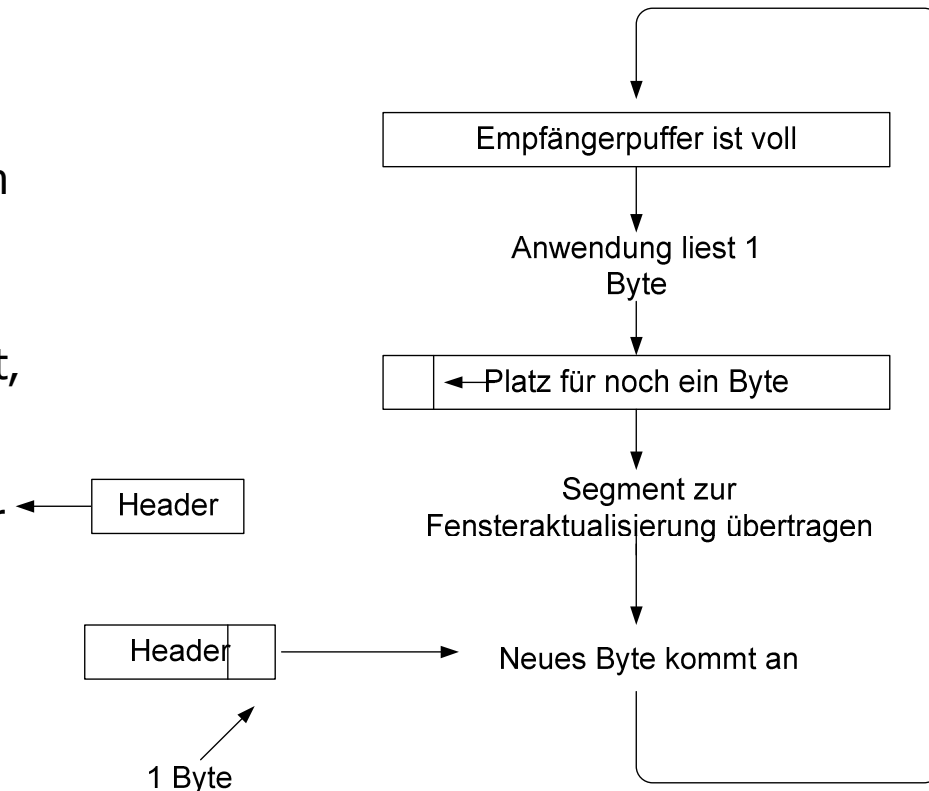 Empfängerpuffer ist voll
Anwendung liest 1
Byte
t,
Platz für noch ein Byte
Segment zur
Header
Fensteraktualisierung übertragen
Header
Neues Byte kommt an
1 Byte